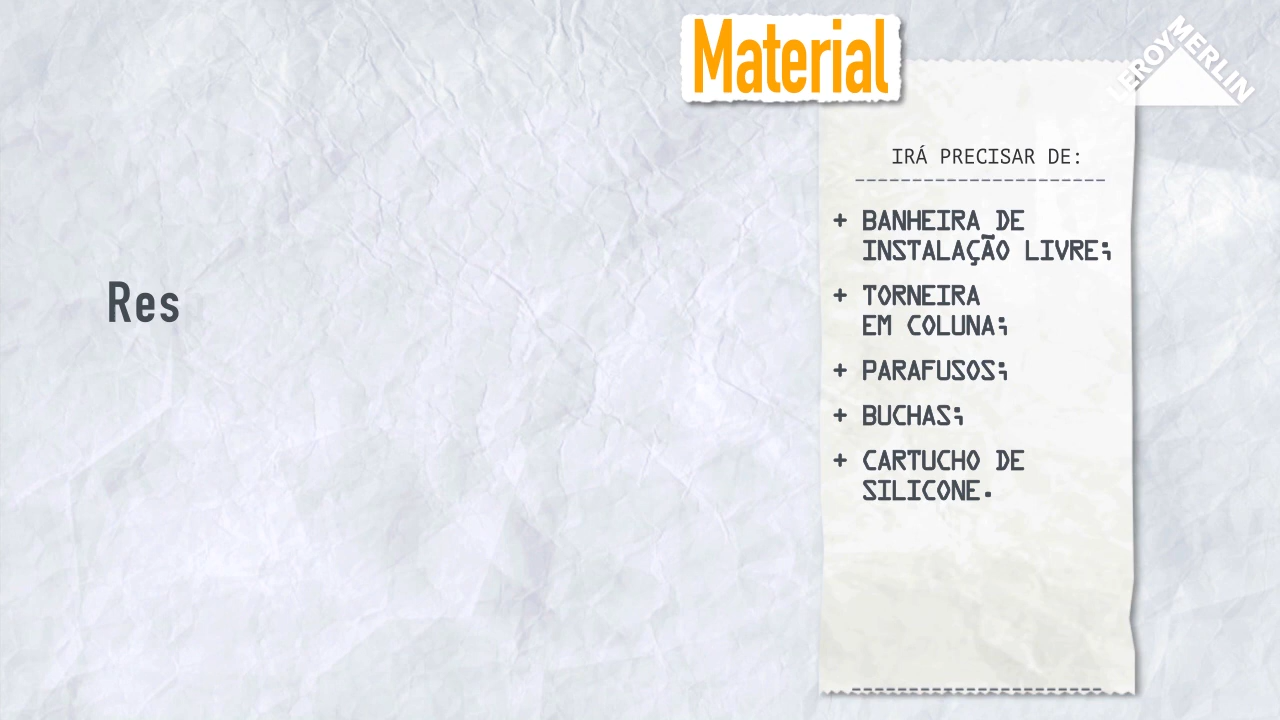 Material
LEROY MERLIN
IRÁ PRECISAR DE:
+ BANHEIRA DE
INSTALAÇÃO LIVRE;
+ TORNEIRA
EM COLUNA;
+ PARAFUSOS;
+ BUCHAS;
+ CARTUCHO DE
SILICONE.
Res